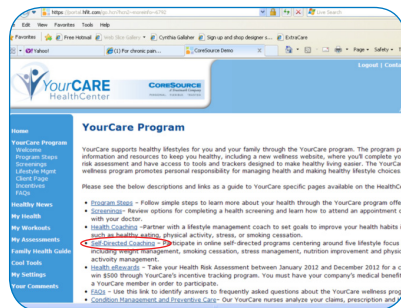 https://portal.hfit.com
File Edit View Favorites Tools Help
Favorites Free Hotmail Web Slice Gallery Cynthia Gallaher Sign up and shop designer s... ExtraCare
Yahoo! (1) For chronic pain... CoreSource Demo
Page Safety
Logout | Conta
YourCARE
HealthCenter
CORESOURCE
YourCARE Program
Home
YourCARE Program
Welcome
Program Steps
Screenings
Lifestyle Mgmt
Client Page
Incentives
FAQs
Healthy News
My Health
My Workouts
My Assessments
Family Health Guide
Cool Tools
My Settings
Your Comments
YourCare supports healthy lifestyles for you and your family through the YourCare program. The program pr
information and resources to keep you healthy, including a new wellness website, where you'll complete yo
risk assessment and have access to tools and trackers designed to make healthy living easier. The YourCa
wellness program promotes personal responsibility for managing health and making healthy lifestyle choices
Please see the below descriptions and links as a guide to YourCare specific pages available on the HealthC
• Program Steps - Follow simple steps to learn more about your health through the YourCare program offe
• Screenings- Review options for completing a health screening and learn how to attend an appointment o
with your doctor.
• Health Coaching -Partner with a lifestyle management coach to set goals to improve your health habits i
such as healthy eating, physical activity, stress, or smoking cessation.
• Self-Directed Coaching - Participate in online self-directed programs centering around five lifestyle focus
including weight management, smoking cessation, stress management, nutrition improvement and physic
activity management.
• Health eRewards - Take your Health Risk Assessment between January 2012 and December 2012 for a c
with $500 through YourCare's incentive tracking program. You must have your company's medical benefit
a YourCare member in order to participate.
• FAQs - Use this link to identify answers to frequently asked questions about the YourCare wellness prog
• Condition Management and Preventive Care- Our YourCare nurses analyze your claims, prescription and